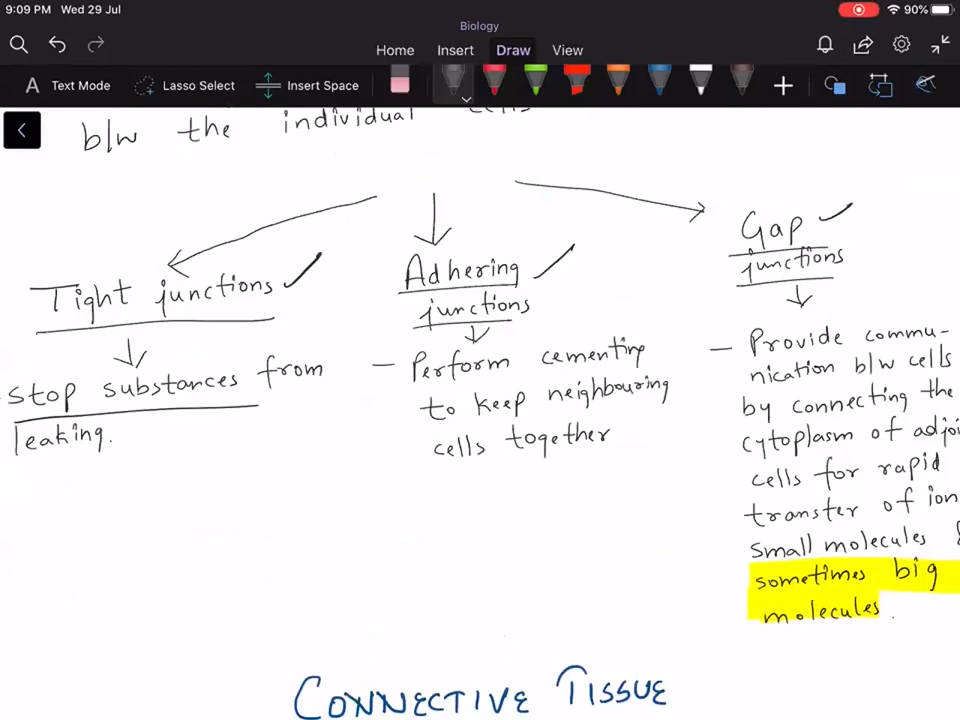 9:09 PM Wed 29 Jul
90%
Biology
Home Insert Draw View
A Text Mode
Lasso Select
Insert Space
b/w the individual cells
Tight junctions
stop substances from
leaking.
Adhering
junctions
- Perform cementing
to keep neighbouring
cells together
Gap
junctions
- Provide commu-
nication b/w cells
by connecting the
cytoplasm of adjoi
cells for rapid
transfer of ion
small molecules &
sometimes big
molecules.
CONNECTIVE TISSUE